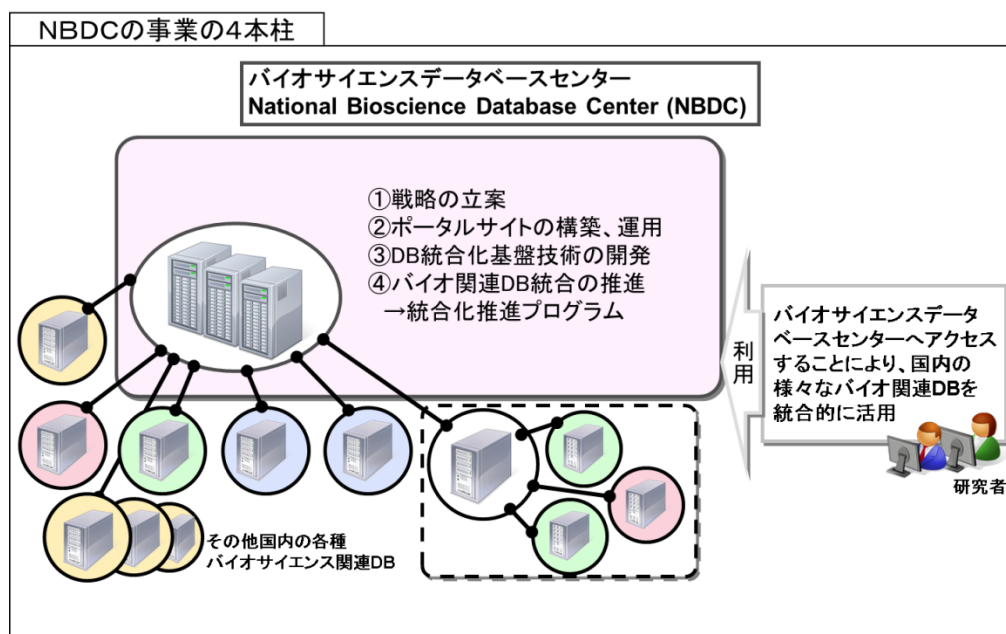 NBDCの事業の4本柱
バイオサイエンスデータベースセンター
National Bioscience Database Center (NBDC)
①戦略の立案
②ポータルサイトの構築、運用
③DB統合化基盤技術の開発
④バイオ関連DB統合の推進
→統合化推進プログラム
利用
バイオサイエンスデータ
ベースセンターへアクセス
することにより、国内の
様々なバイオ関連DBを
統合的に活用
研究者
その他国内の各種
バイオサイエンス関連DB